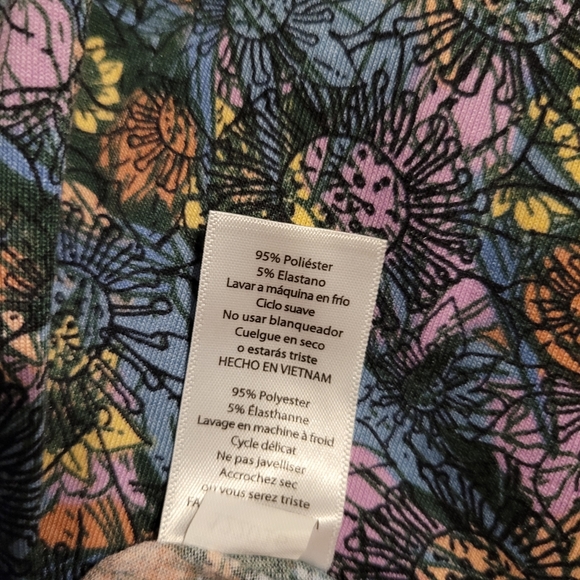 95% Poliéster
5% Elastano
Lavar a máquina en frío
Ciclo suave
No usar blanqueador
Cuelgue en seco
o estarás triste
HECHO EN VIETNAM
95% Polyester
5% Élasthanne
Lavage en machine à froid
Cycle délicat
Ne pas javelliser
Accrochez sec
ou vous serez triste